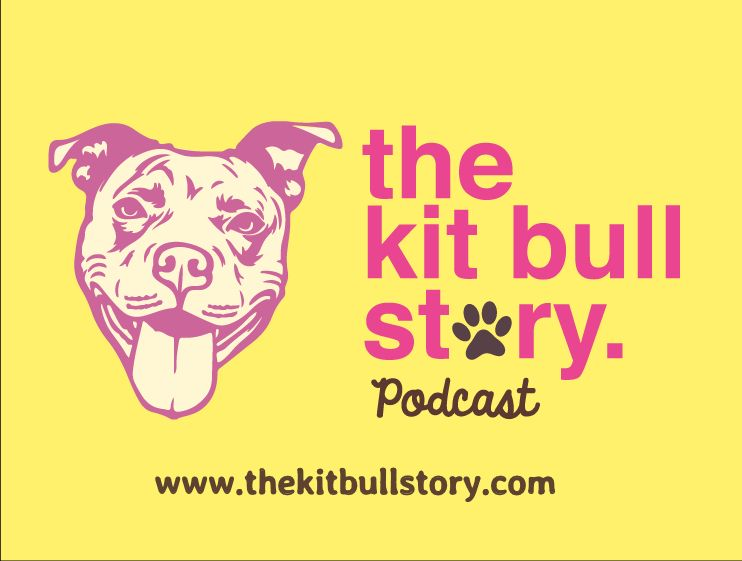 the
kit bull
story.
Podcast
www.thekitbullstory.com